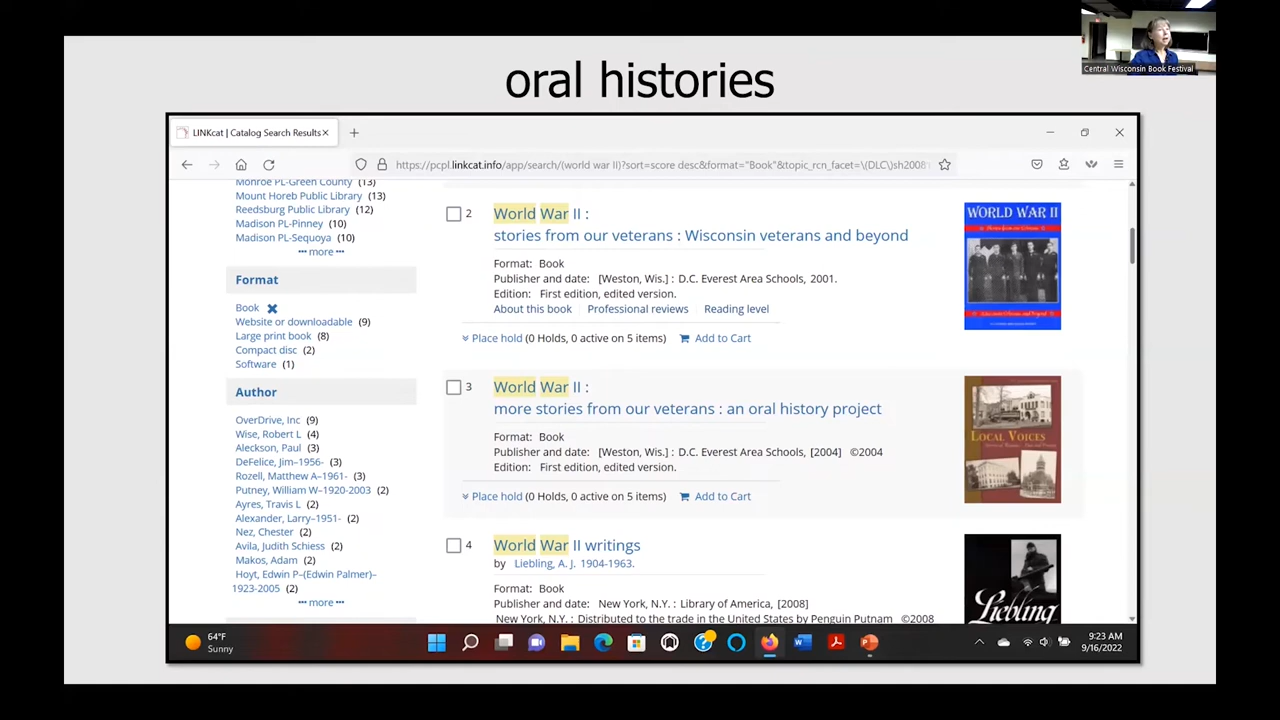 Central Wisconsin Book Festival
oral histories
LINKcat | Catalog Search Results
https://pcpl.linkcat.info/app/search/(world war II)?sort=score desc&format="Book"&topic_rcn_facet=\(DLC\)sh2008
Monroe PL-Green County (13)
Mount Horeb Public Library (13)
Reedsburg Public Library (12)
Madison PL-Pinney (10)
Madison PL-Sequoya (10)
••• more •••
Format
Book
Website or downloadable (9)
Large print book (8)
Compact disc (2)
Software (1)
Author
OverDrive, Inc (9)
Wise, Robert L (4)
Aleckson, Paul (3)
DeFelice, Jim–1956- (3)
Rozell, Matthew A–1961- (3)
Putney, William W–1920-2003 (2)
Ayres, Travis L (2)
Alexander, Larry–1951- (2)
Nez, Chester (2)
Avila, Judith Schiess (2)
Makos, Adam (2)
Hoyt, Edwin P–(Edwin Palmer)–
1923-2005 (2)
••• more •••
2 World War II :
stories from our veterans : Wisconsin veterans and beyond
Format: Book
Publisher and date: [Weston, Wis.] : D.C. Everest Area Schools, 2001.
Edition: First edition, edited version.
About this book Professional reviews Reading level
Place hold (0 Holds, 0 active on 5 items) Add to Cart
WORLD WAR II
3 World War II :
more stories from our veterans : an oral history project
Format: Book
Publisher and date: [Weston, Wis.] : D.C. Everest Area Schools, [2004] ©2004
Edition: First edition, edited version.
Place hold (0 Holds, 0 active on 5 items) Add to Cart
LOCAL VOICES
4 World War II writings
by Liebling, A. J. 1904-1963.
Format: Book
Publisher and date: New York, N.Y. : Library of America, [2008]
New York, N.Y. : Distributed to the trade in the United States by Penguin Putnam ©2008
Liebling
64°F
Sunny
9:23 AM
9/16/2022